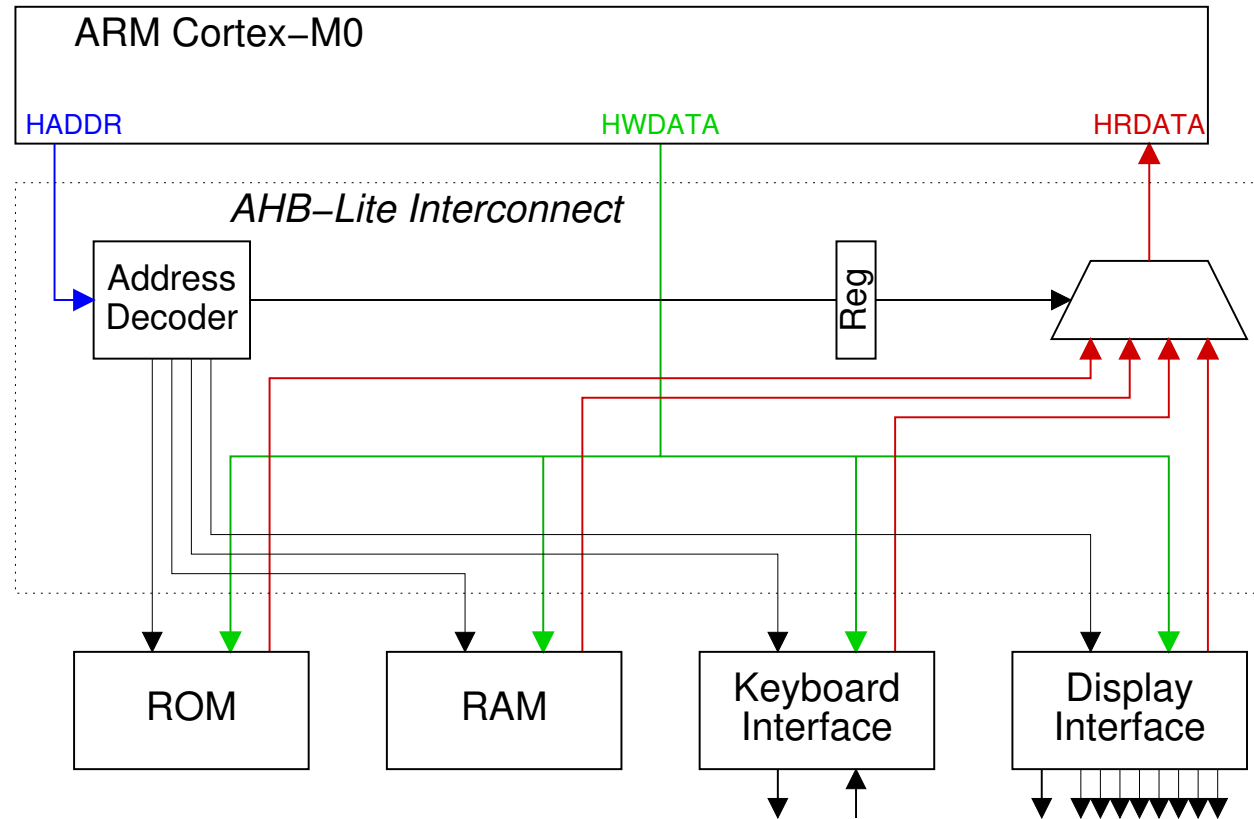 ARM Cortex–M0
HADDR
HWDATA
HRDATA
AHB–Lite Interconnect
Address
Decoder
Reg
ROM
RAM
Keyboard
Interface
Display
Interface